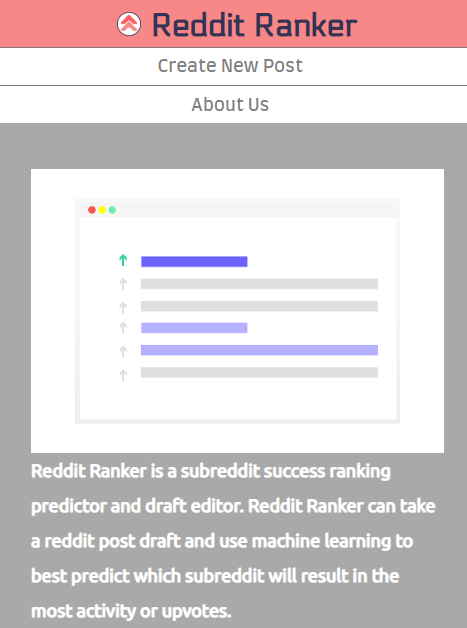 Reddit Ranker
Create New Post
About Us
Reddit Ranker is a subreddit success ranking
predictor and draft editor. Reddit Ranker can take
a reddit post draft and use machine learning to
best predict which subreddit will result in the
most activity or upvotes.